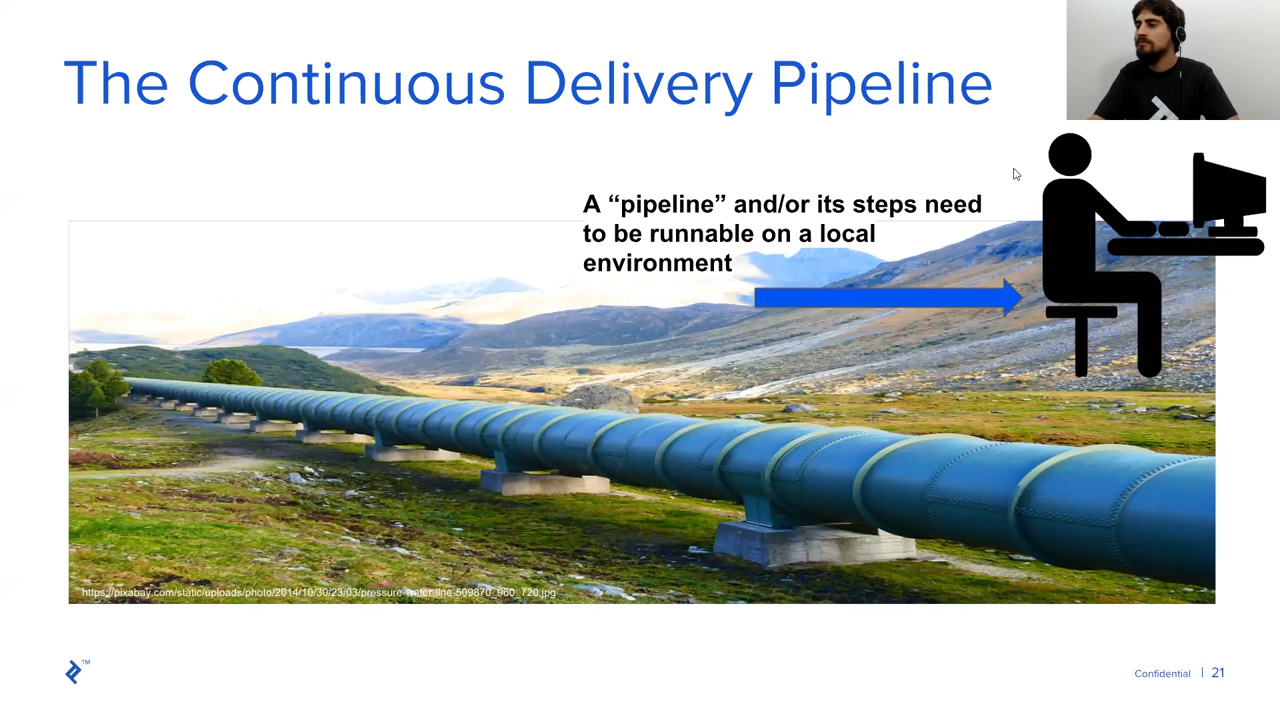 The Continuous Delivery Pipeline
A “pipeline” and/or its steps need
to be runnable on a local
environment
https://pixabay.com/static/uploads/photo/2014/10/30/23/03/pressure-water-line-509870_960_720.jpg
TM
Confidential | 21